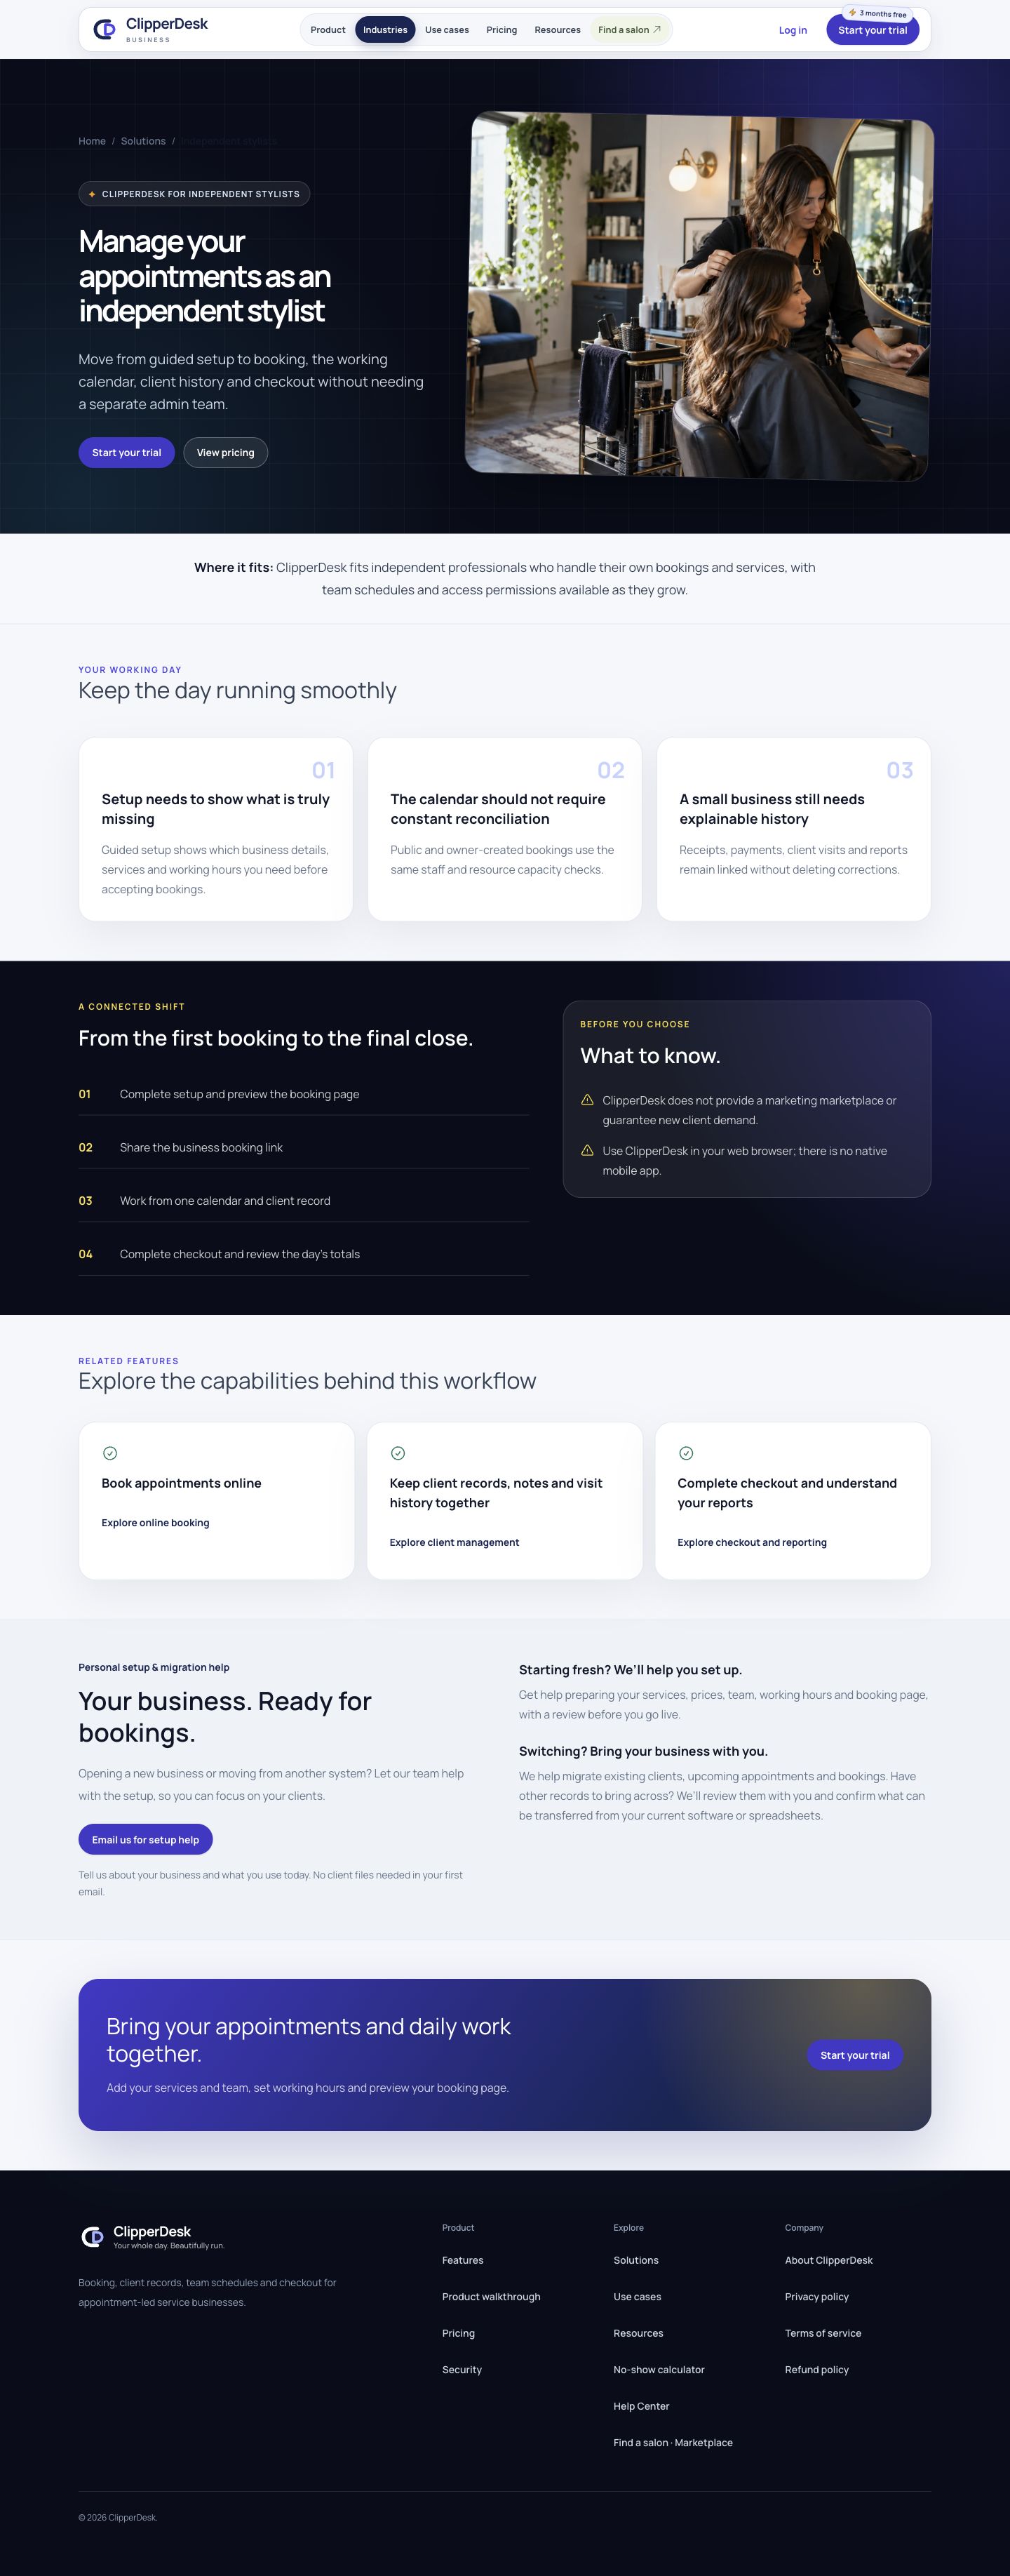 ClipperDesk
BUSINESS
Product
Industries
Use cases
Pricing
Resources
Find a salon
Log in
3 months free
Start your trial
Home / Solutions / Independent stylists
CLIPPERDESK FOR INDEPENDENT STYLISTS
Manage your
appointments as an
independent stylist
Move from guided setup to booking, the working
calendar, client history and checkout without needing
a separate admin team.
Start your trial
View pricing
Where it fits: ClipperDesk fits independent professionals who handle their own bookings and services, with
team schedules and access permissions available as they grow.
YOUR WORKING DAY
Keep the day running smoothly
01
Setup needs to show what is truly
missing
Guided setup shows which business details,
services and working hours you need before
accepting bookings.
02
The calendar should not require
constant reconciliation
Public and owner-created bookings use the
same staff and resource capacity checks.
03
A small business still needs
explainable history
Receipts, payments, client visits and reports
remain linked without deleting corrections.
A CONNECTED SHIFT
From the first booking to the final close.
01 Complete setup and preview the booking page
02 Share the business booking link
03 Work from one calendar and client record
04 Complete checkout and review the day's totals
BEFORE YOU CHOOSE
What to know.
ClipperDesk does not provide a marketing marketplace or
guarantee new client demand.
Use ClipperDesk in your web browser; there is no native
mobile app.
RELATED FEATURES
Explore the capabilities behind this workflow
Book appointments online
Explore online booking
Keep client records, notes and visit
history together
Explore client management
Complete checkout and understand
your reports
Explore checkout and reporting
Personal setup & migration help
Your business. Ready for
bookings.
Opening a new business or moving from another system? Let our team help
with the setup, so you can focus on your clients.
Email us for setup help
Tell us about your business and what you use today. No client files needed in your first
email.
Starting fresh? We'll help you set up.
Get help preparing your services, prices, team, working hours and booking page,
with a review before you go live.
Switching? Bring your business with you.
We help migrate existing clients, upcoming appointments and bookings. Have
other records to bring across? We'll review them with you and confirm what can
be transferred from your current software or spreadsheets.
Bring your appointments and daily work
together.
Add your services and team, set working hours and preview your booking page.
Start your trial
ClipperDesk
Your whole day. Beautifully run.
Booking, client records, team schedules and checkout for
appointment-led service businesses.
Product
Features
Product walkthrough
Pricing
Security
Explore
Solutions
Use cases
Resources
No-show calculator
Help Center
Find a salon · Marketplace
Company
About ClipperDesk
Privacy policy
Terms of service
Refund policy
© 2026 ClipperDesk.